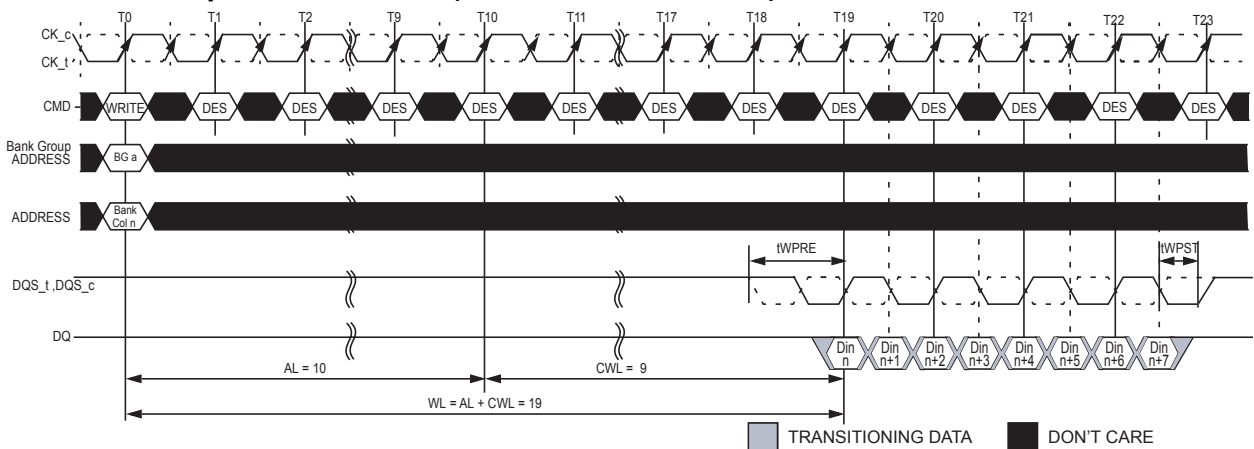 T0 T1 T2 T9 T10 T11 T17 T18 T19 T20 T21 T22 T23
CK_c
CK_t
CMD WRITE DES DES DES DES DES DES DES DES DES DES DES DES
Bank Group
ADDRESS
BG a
ADDRESS
Bank
Col n
tWPRE tWPST
DQS_t ,DQS_c
DQ
Din
n
Din
n+1
Din
n+2
Din
n+3
Din
n+4
Din
n+5
Din
n+6
Din
n+7
AL = 10 CWL = 9
WL = AL + CWL = 19
TRANSITIONING DATA DON'T CARE